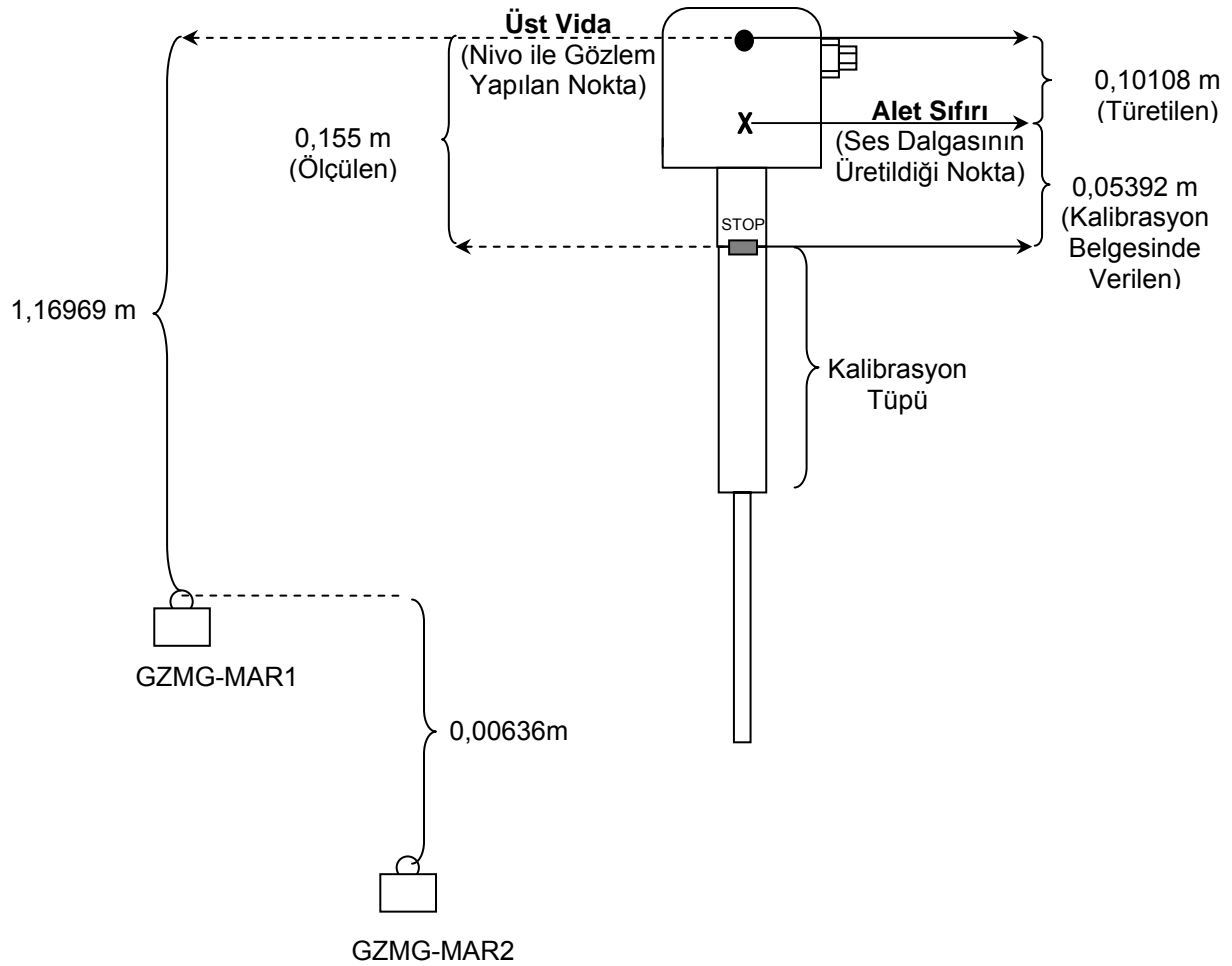 Üst Vida
(Nivo ile Gözlem
Yapılan Nokta)
0,10108 m
(Türetilen)
Alet Sıfırı
(Ses Dalgasının
Üretildiği Nokta)
0,155 m
(Ölçülen)
0,05392 m
(Kalibrasyon
Belgesinde
Verilen)
STOP
1,16969 m
Kalibrasyon
Tüpü
GZMG-MAR1
0,00636m
GZMG-MAR2